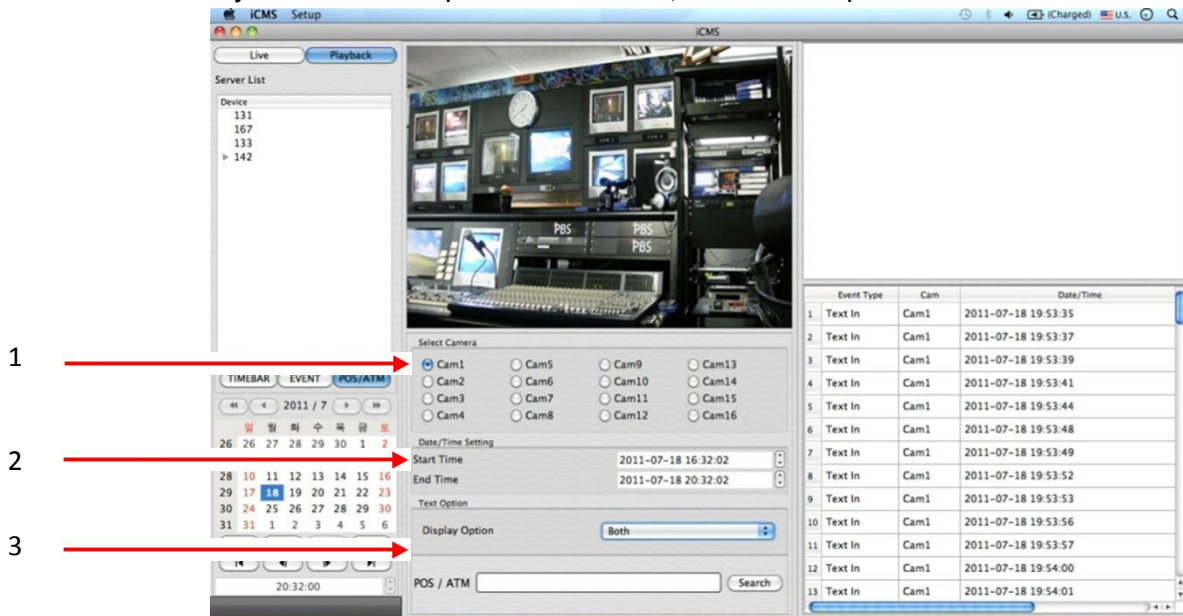 iCMS Setup (Charged) U.S.
iCMS
Live Playback
Server List
Device
131
167
133
142
PBS PBS
PBS
Event Type Cam Date/Time
1 Text In Cam1 2011-07-18 19:53:35
2 Text In Cam1 2011-07-18 19:53:37
3 Text In Cam1 2011-07-18 19:53:39
4 Text In Cam1 2011-07-18 19:53:41
5 Text In Cam1 2011-07-18 19:53:44
6 Text In Cam1 2011-07-18 19:53:48
7 Text In Cam1 2011-07-18 19:53:49
8 Text In Cam1 2011-07-18 19:53:52
9 Text In Cam1 2011-07-18 19:53:53
10 Text In Cam1 2011-07-18 19:53:56
11 Text In Cam1 2011-07-18 19:53:57
12 Text In Cam1 2011-07-18 19:54:00
13 Text In Cam1 2011-07-18 19:54:01
1
2
3
TIMEBAR EVENT POS/ATM
2011 / 7
일 월 화 수 목 금 토
26 26 27 28 29 30 1 2
28 10 11 12 13 14 15 16
29 17 18 19 20 21 22 23
30 24 25 26 27 28 29 30
31 31 1 2 3 4 5 6
20:32:00
Select Camera
Cam1 Cam5 Cam9 Cam13
Cam2 Cam6 Cam10 Cam14
Cam3 Cam7 Cam11 Cam15
Cam4 Cam8 Cam12 Cam16
Date/Time Setting
Start Time 2011-07-18 16:32:02
End Time 2011-07-18 20:32:02
Text Option
Display Option Both
POS / ATM Search